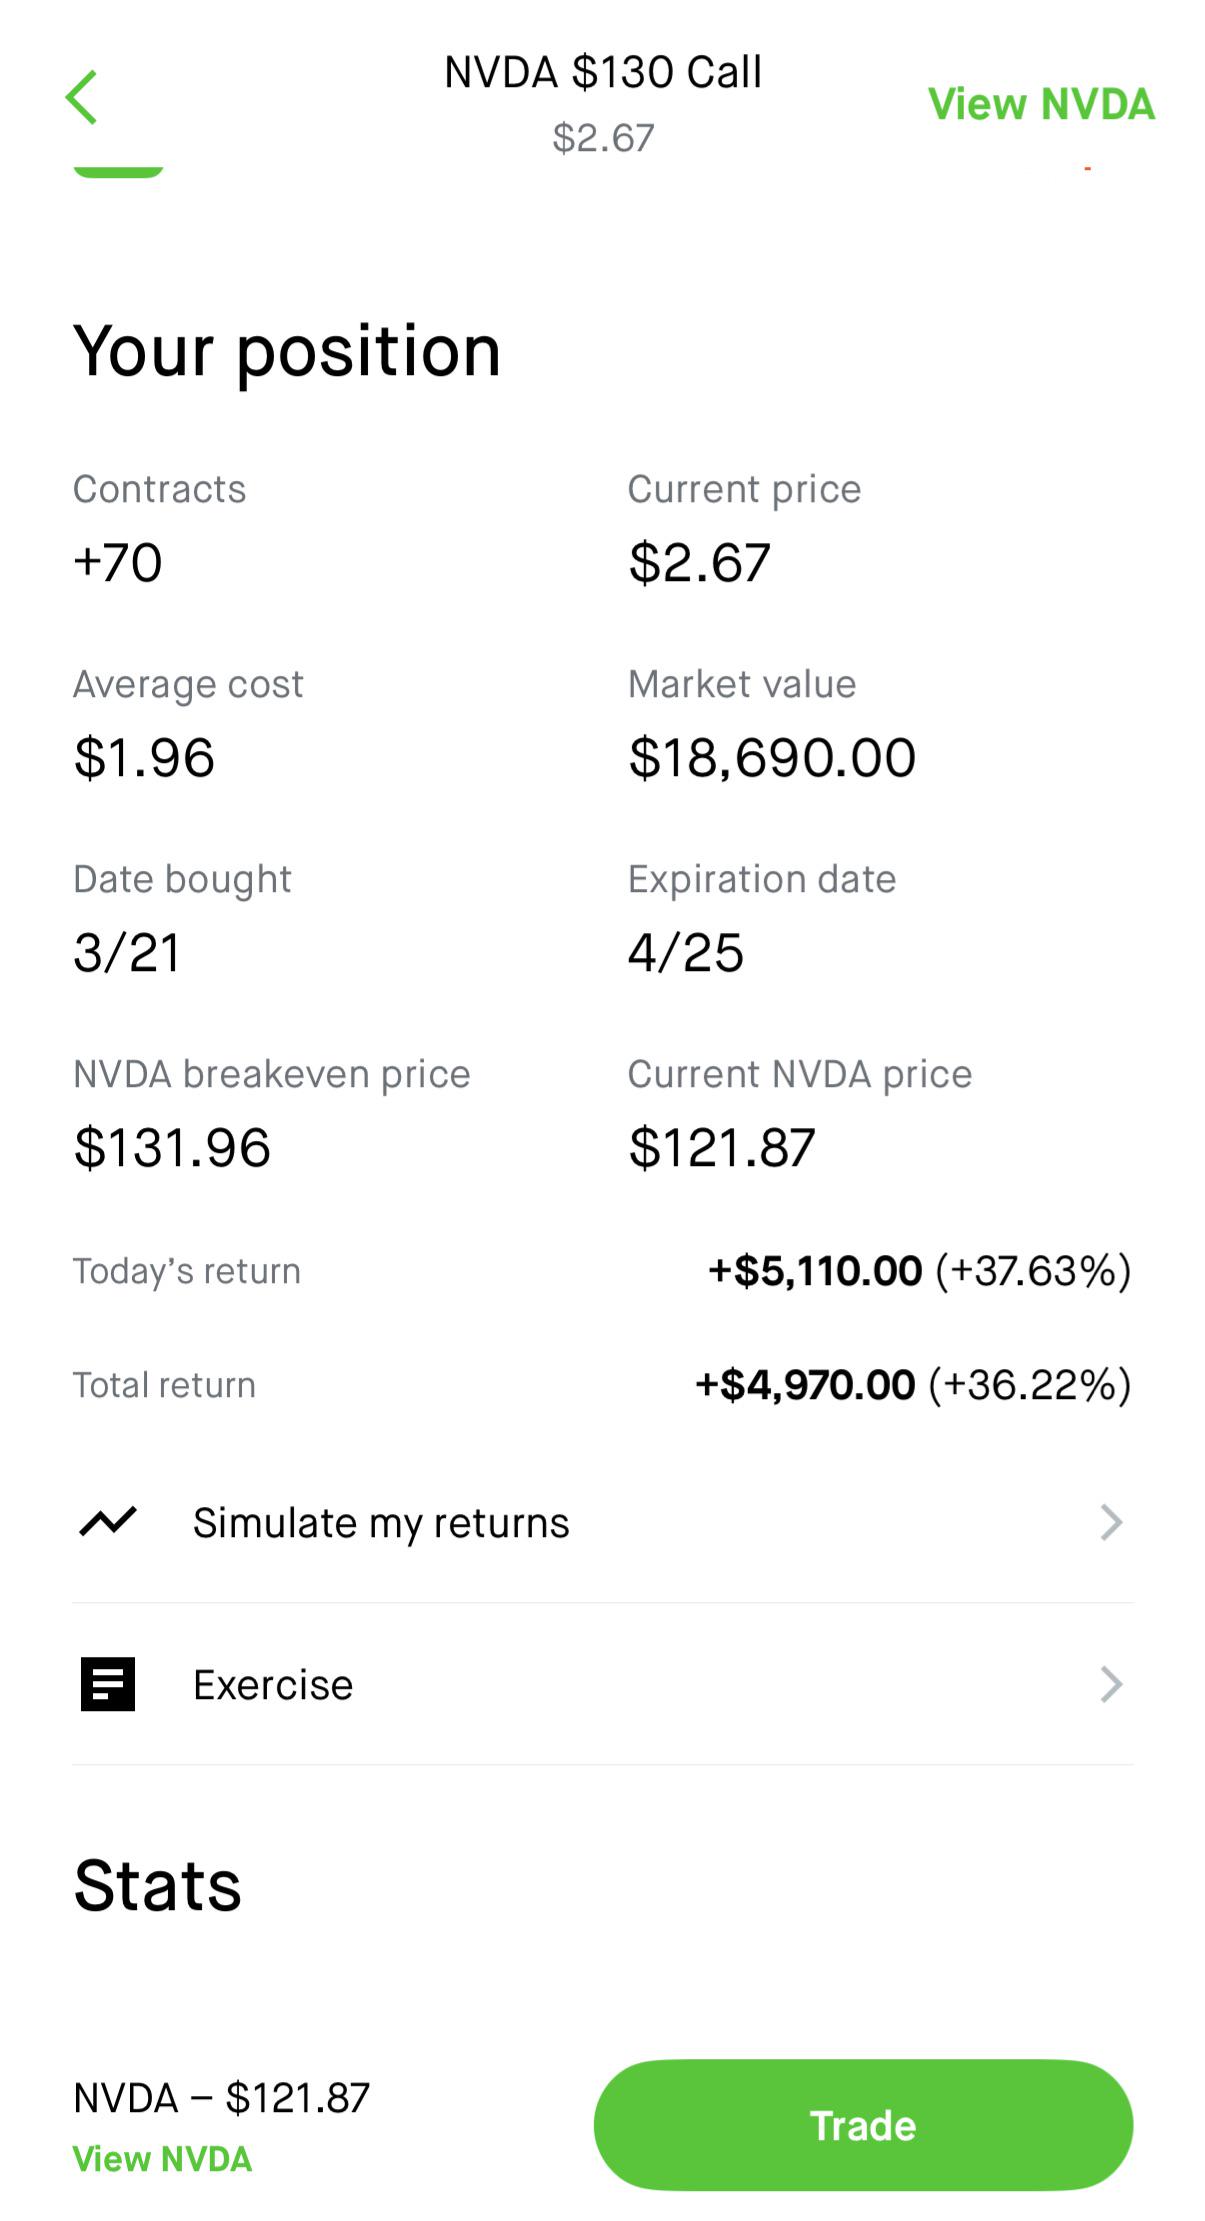 NVDA $130 Call
$2.67
View NVDA
Your position
Contracts
+70
Current price
$2.67
Average cost
$1.96
Market value
$18,690.00
Date bought
3/21
Expiration date
4/25
NVDA breakeven price
$131.96
Current NVDA price
$121.87
Today’s return
+$5,110.00 (+37.63%)
Total return
+$4,970.00 (+36.22%)
Simulate my returns
Exercise
Stats
NVDA – $121.87
View NVDA
Trade